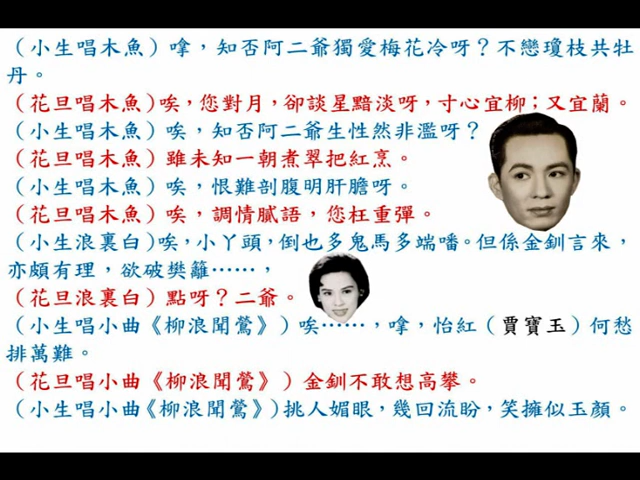 （小生唱木魚）嗱，知否阿二爺獨愛梅花冷呀？不戀瓊枝共牡
丹。
（花旦唱木魚）唉，您對月，卻談星黯淡呀，寸心宜柳；又宜蘭。
（小生唱木魚）唉，知否阿二爺生性然非濫呀？
（花旦唱木魚）雖未知一朝煮翠把紅烹。
（小生唱木魚）唉，恨難剖腹明肝膽呀。
（花旦唱木魚）唉，調情膩語，您枉重彈。
（小生浪裏白）唉，小丫頭，倒也多鬼馬多端噃。但係金釧言來，
亦頗有理，欲破樊籬……，
（花旦浪裏白）點呀？二爺。
（小生唱小曲《柳浪聞鶯》）唉……，嗱，怡紅（賈寶玉）何愁
排萬難。
（花旦唱小曲《柳浪聞鶯》）金釧不敢想高攀。
（小生唱小曲《柳浪聞鶯》)挑人媚眼，幾回流盼，笑擁似玉顏。